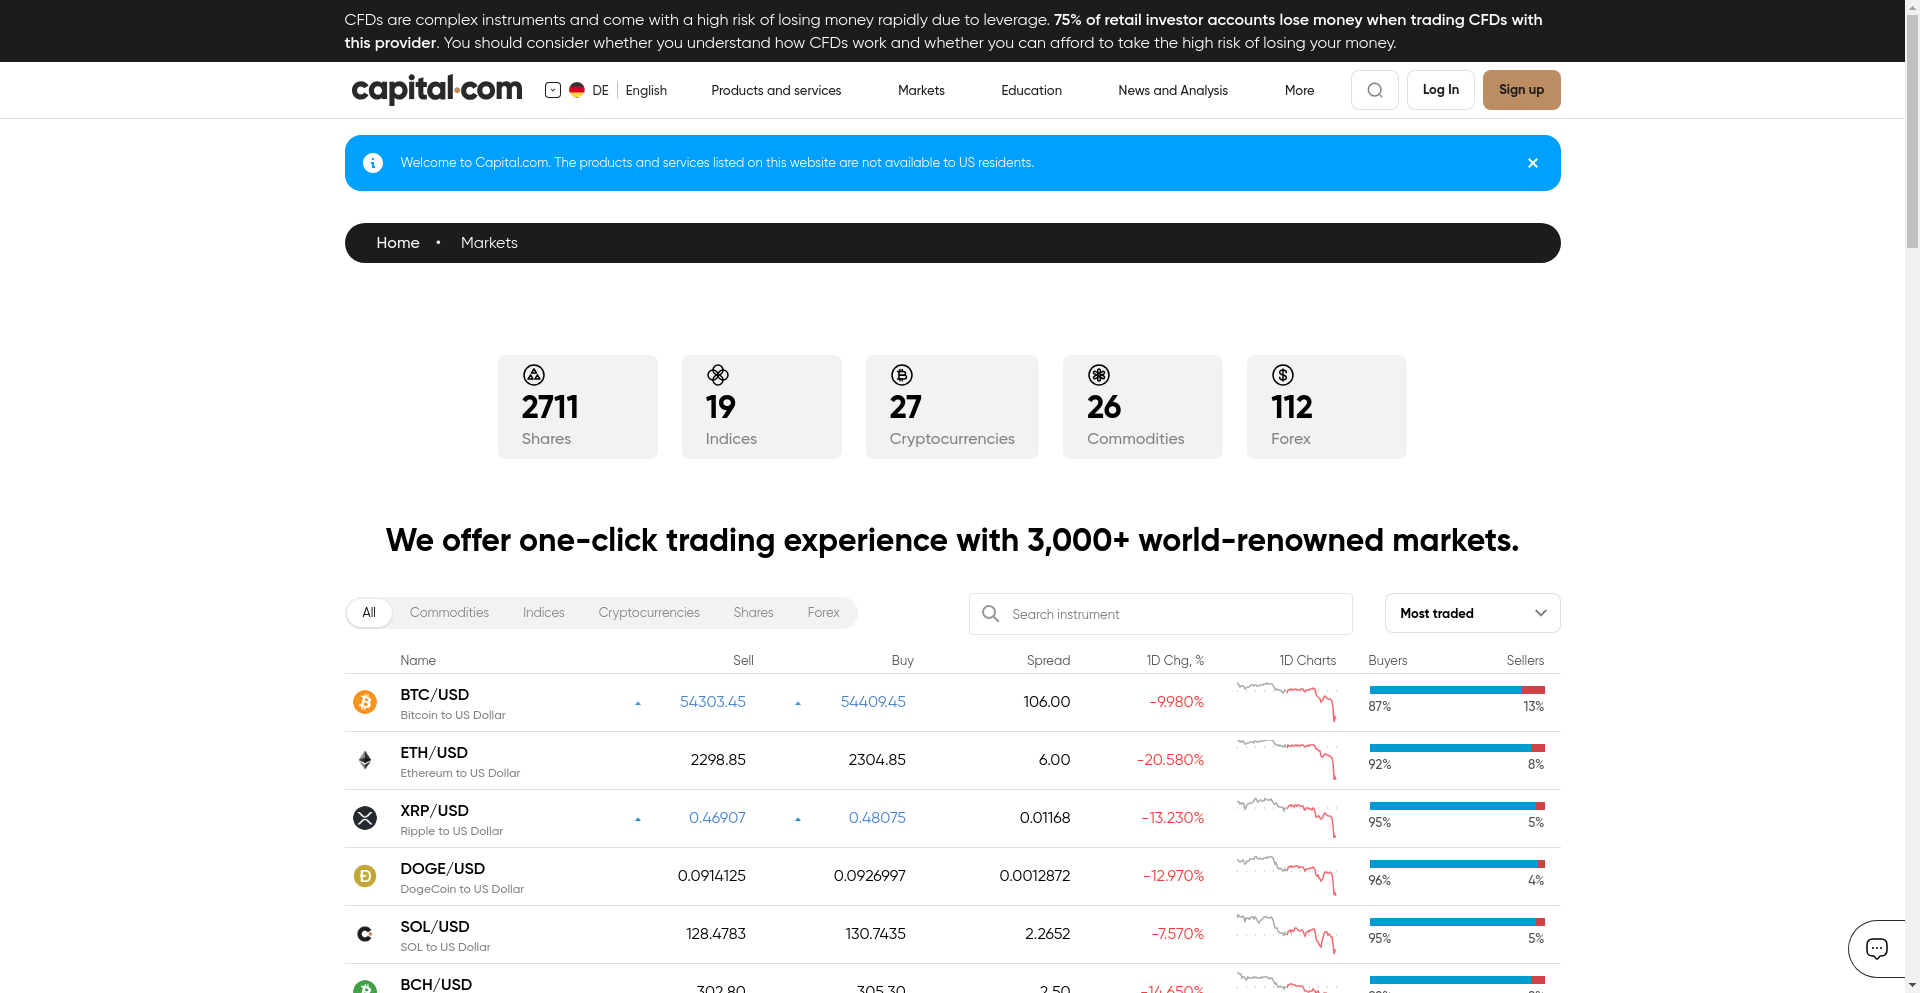 CFDs are complex instruments and come with a high risk of losing money rapidly due to leverage. 75% of retail investor accounts lose money when trading CFDs with
this provider. You should consider whether you understand how CFDs work and whether you can afford to take the high risk of losing your money.
capital.com DE English Products and services Markets Education News and Analysis More Log In Sign up
Welcome to Capital.com. The products and services listed on this website are not available to US residents.
Home • Markets
2711 19 27 26 112
Shares Indices Cryptocurrencies Commodities Forex
We offer one-click trading experience with 3,000+ world-renowned markets.
All Commodities Indices Cryptocurrencies Shares Forex Search instrument Most traded
Name Sell Buy Spread 1D Chg, % 1D Charts Buyers Sellers
BTC/USD 54303.45 54409.45 106.00 -9.980%
Bitcoin to US Dollar 87% 13%
ETH/USD 2298.85 2304.85 6.00 -20.580%
Ethereum to US Dollar 92% 8%
XRP/USD 0.46907 0.48075 0.01168 -13.230%
Ripple to US Dollar 95% 5%
DOGE/USD 0.0914125 0.0926997 0.0012872 -12.970%
DogeCoin to US Dollar 96% 4%
SOL/USD 128.4783 130.7435 2.2652 -7.570%
SOL to US Dollar 95% 5%
BCH/USD 302.80 305.30 2.50 -14.650%